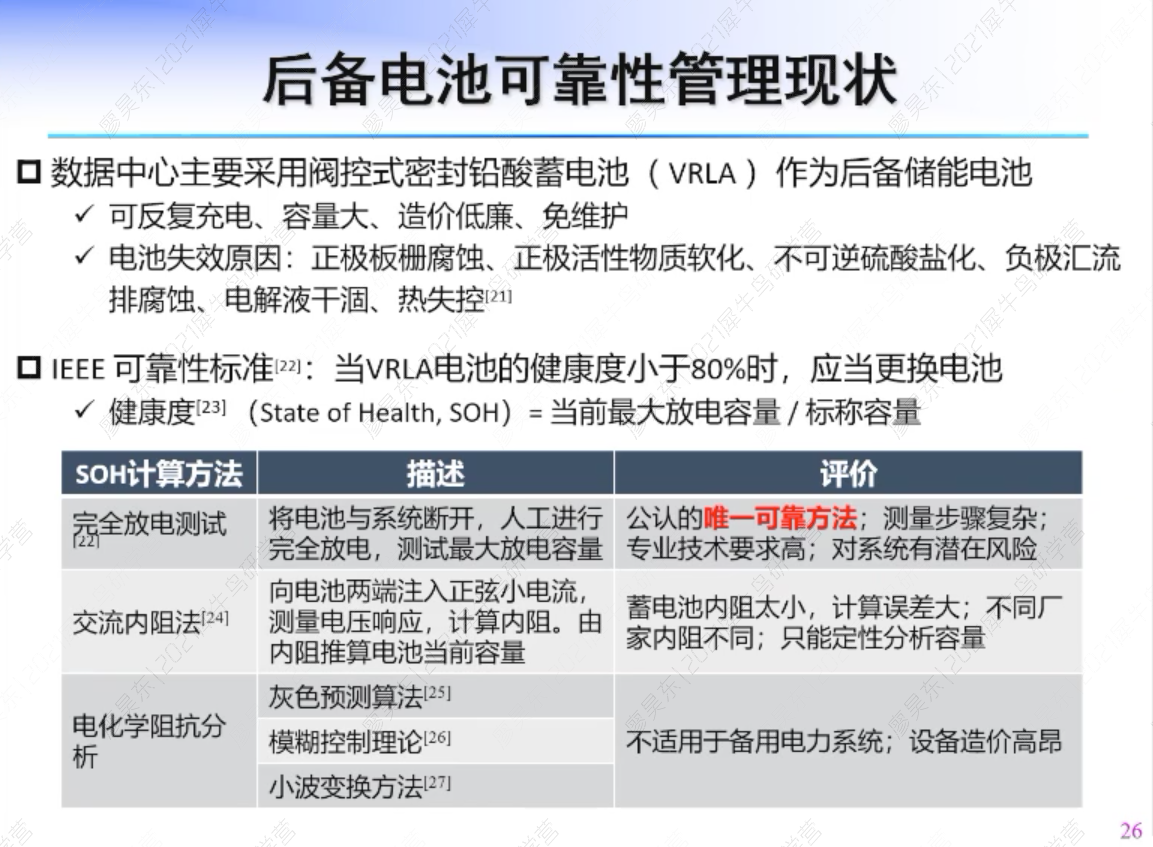 后备电池可靠性管理现状
数据中心主要采用阀控式密封铅酸蓄电池（VRLA）作为后备储能电池
✓ 可反复充电、容量大、造价低廉、免维护
✓ 电池失效原因：正极板栅腐蚀、正极活性物质软化、不可逆硫酸盐化、负极汇流
排腐蚀、电解液干涸、热失控[21]
IEEE 可靠性标准[22]：当VRLA电池的健康度小于80%时，应当更换电池
✓ 健康度[23]（State of Health, SOH）= 当前最大放电容量 / 标称容量
SOH计算方法 描述 评价
完全放电测试
[22]
将电池与系统断开，人工进行
完全放电，测试最大放电容量
公认的唯一可靠方法；测量步骤复杂；
专业技术要求高；对系统有潜在风险
交流内阻法[24]
向电池两端注入正弦小电流，
测量电压响应，计算内阻。由
内阻推算电池当前容量
蓄电池内阻太小，计算误差大；不同厂
家内阻不同；只能定性分析容量
电化学阻抗分
析
灰色预测算法[25]
模糊控制理论[26]
小波变换方法[27]
不适用于备用电力系统；设备造价高昂
26
廖昊东|2021犀牛鸟研学营